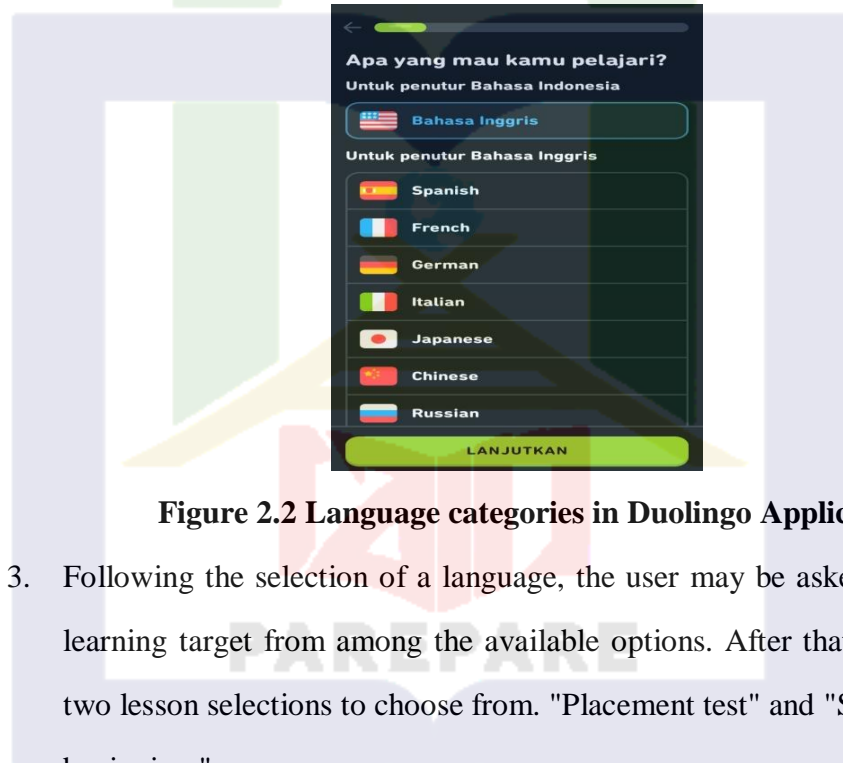 Apa yang mau kamu pelajari?
Untuk penutur Bahasa Indonesia
Bahasa Inggris
Untuk penutur Bahasa Inggris
Spanish
French
German
Italian
Japanese
Chinese
Russian
LANJUTKAN
Figure 2.2 Language categories in Duolingo Applic
3. Following the selection of a language, the user may be aske
learning target from among the available options. After that
two lesson selections to choose from. "Placement test" and "S
PAREPARE